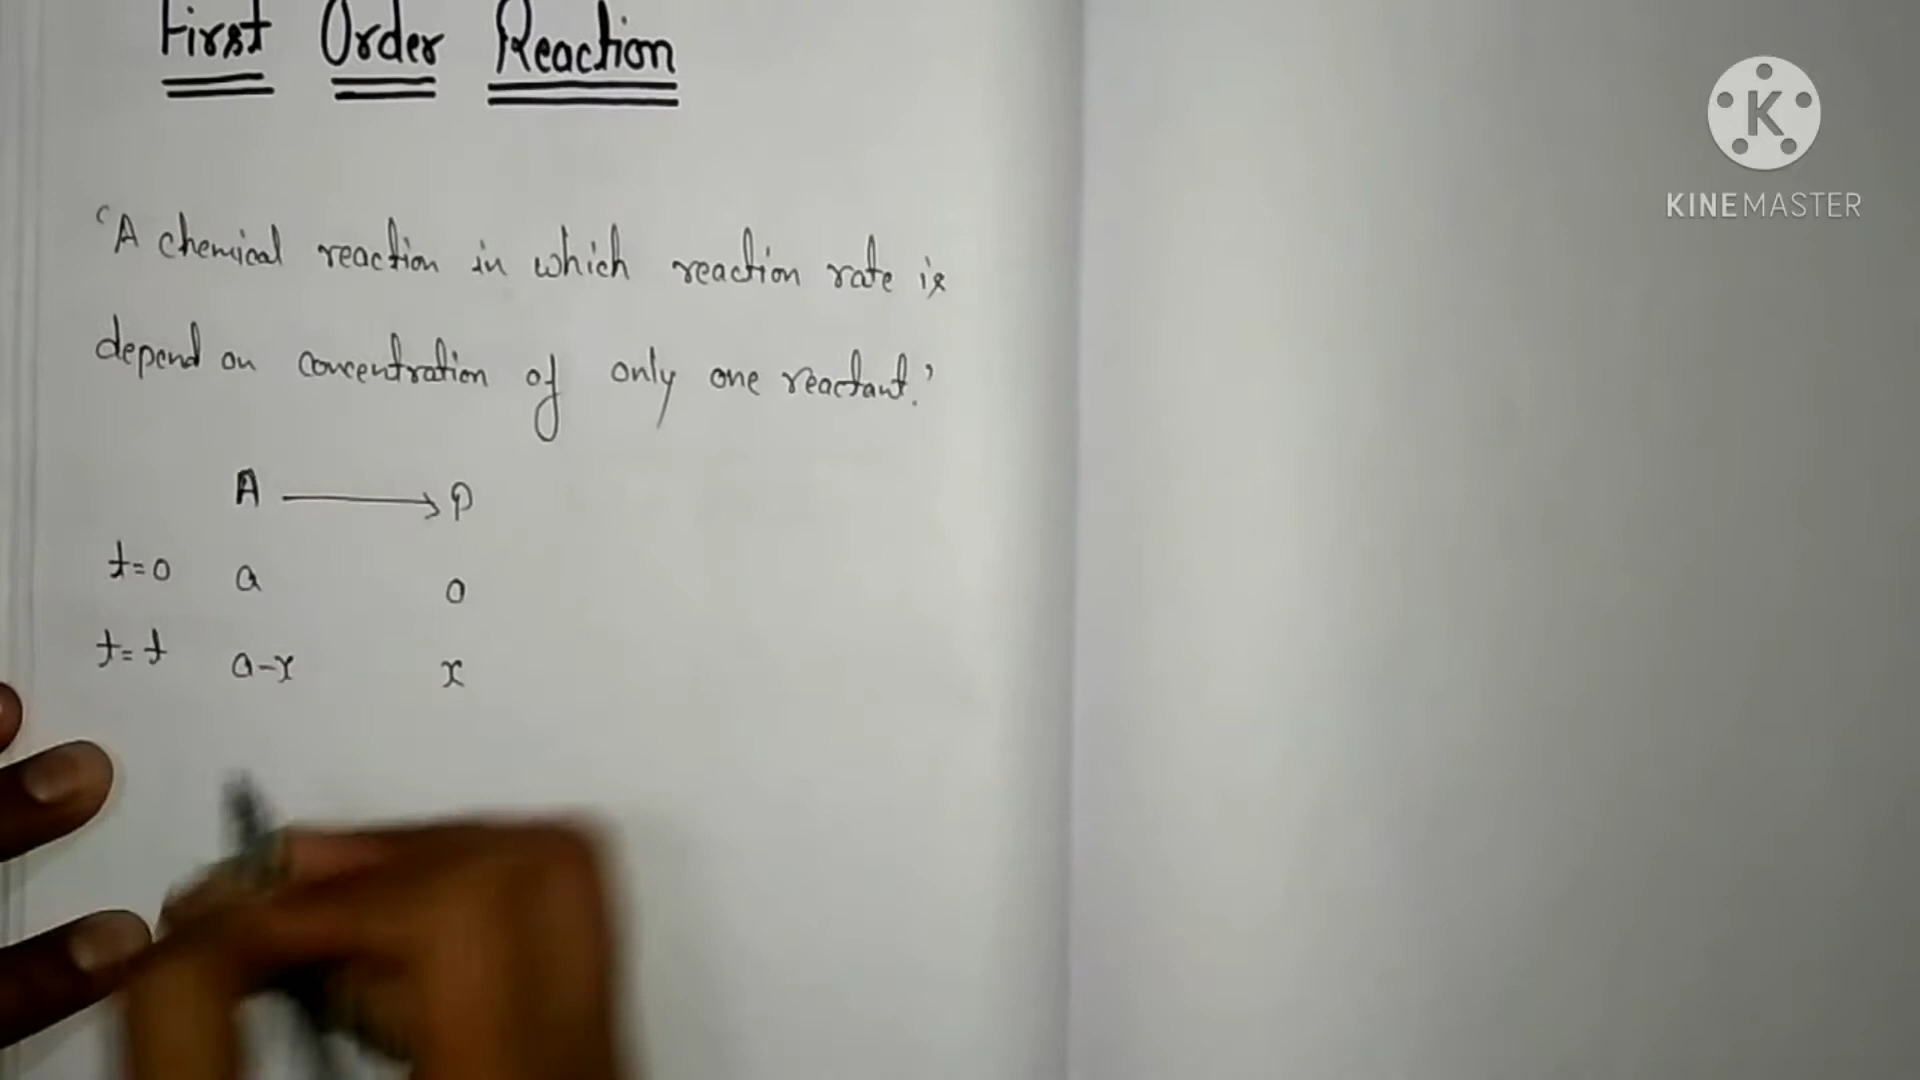 First Order Reaction
K
KINEMASTER
‘A chemical reaction in which reaction rate is
depend on concentration of only one reactant.’
A → P
t=0 a 0
t=t a-x x